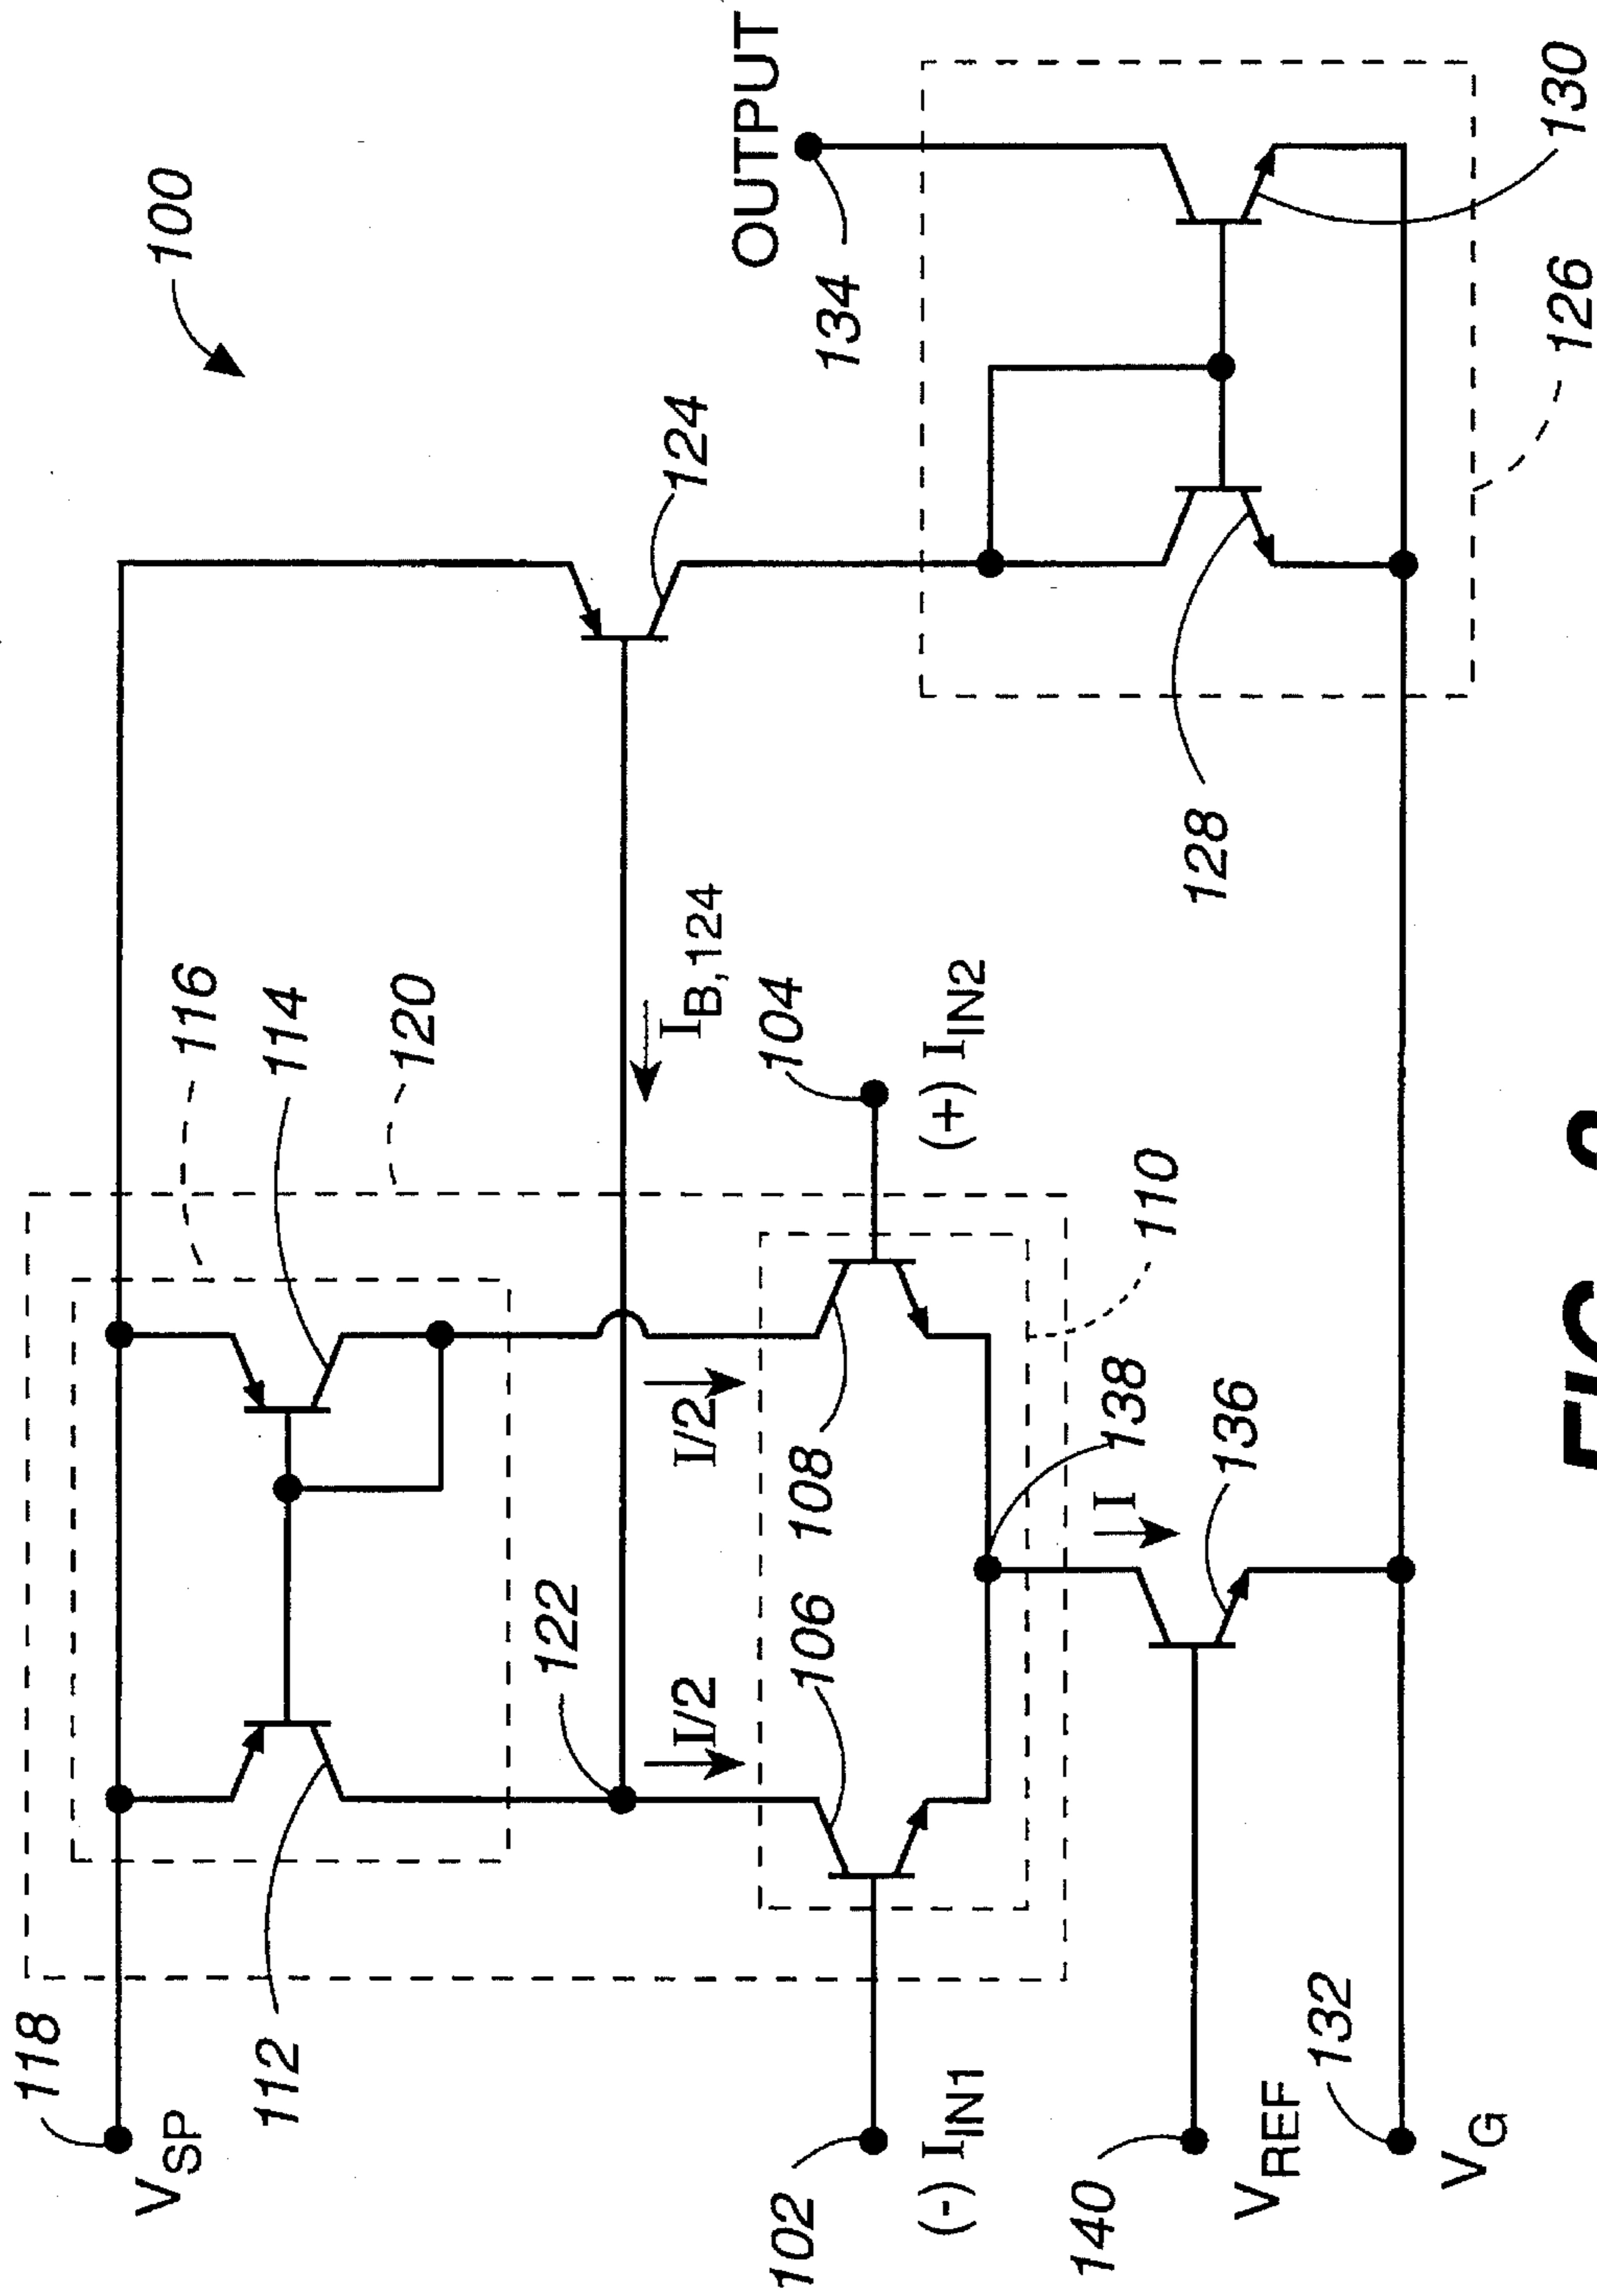 100
118
V_SP
116
114
120
112
124
OUTPUT
134
122
I/2
I/2
I_B,124
104
(+) I_IN2
102
(-) I_IN1
106
108
110
138
I
136
128
130
126
140
V_REF
132
V_G